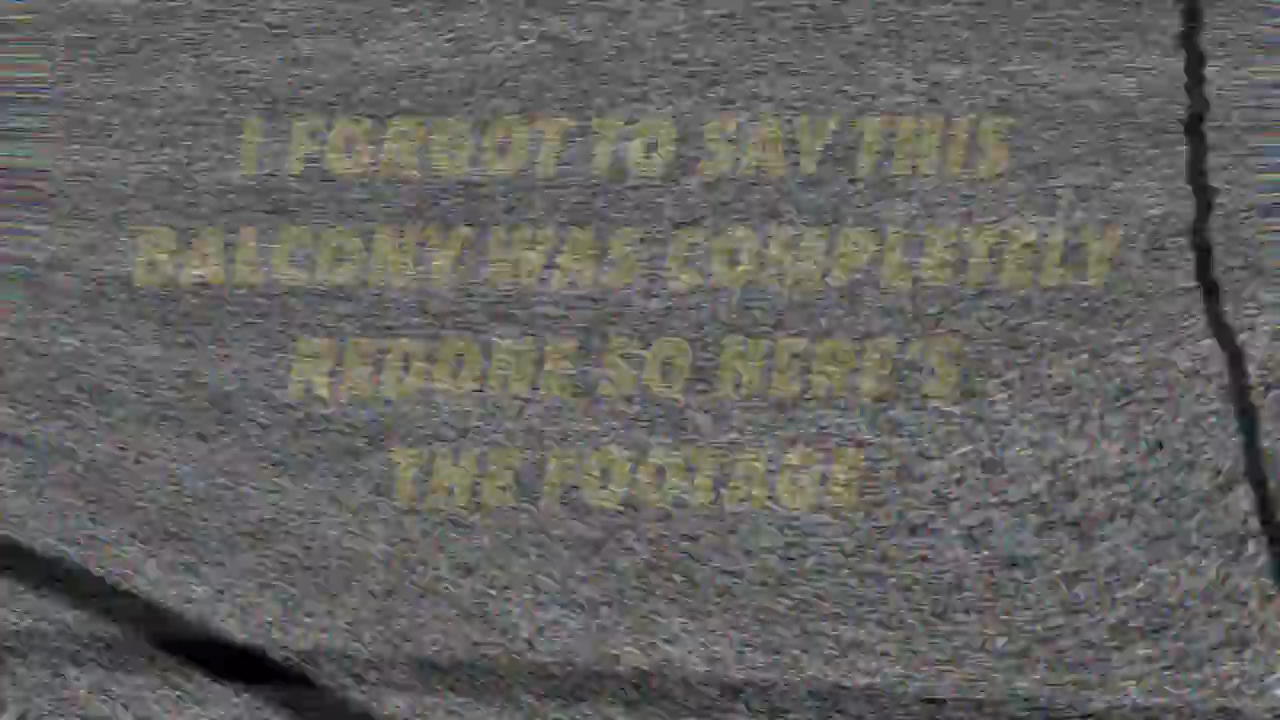 I FORGOT TO SAY THIS
BALCONY WAS COMPLETELY
REDONE SO HERE'S
THE FOOTAGE